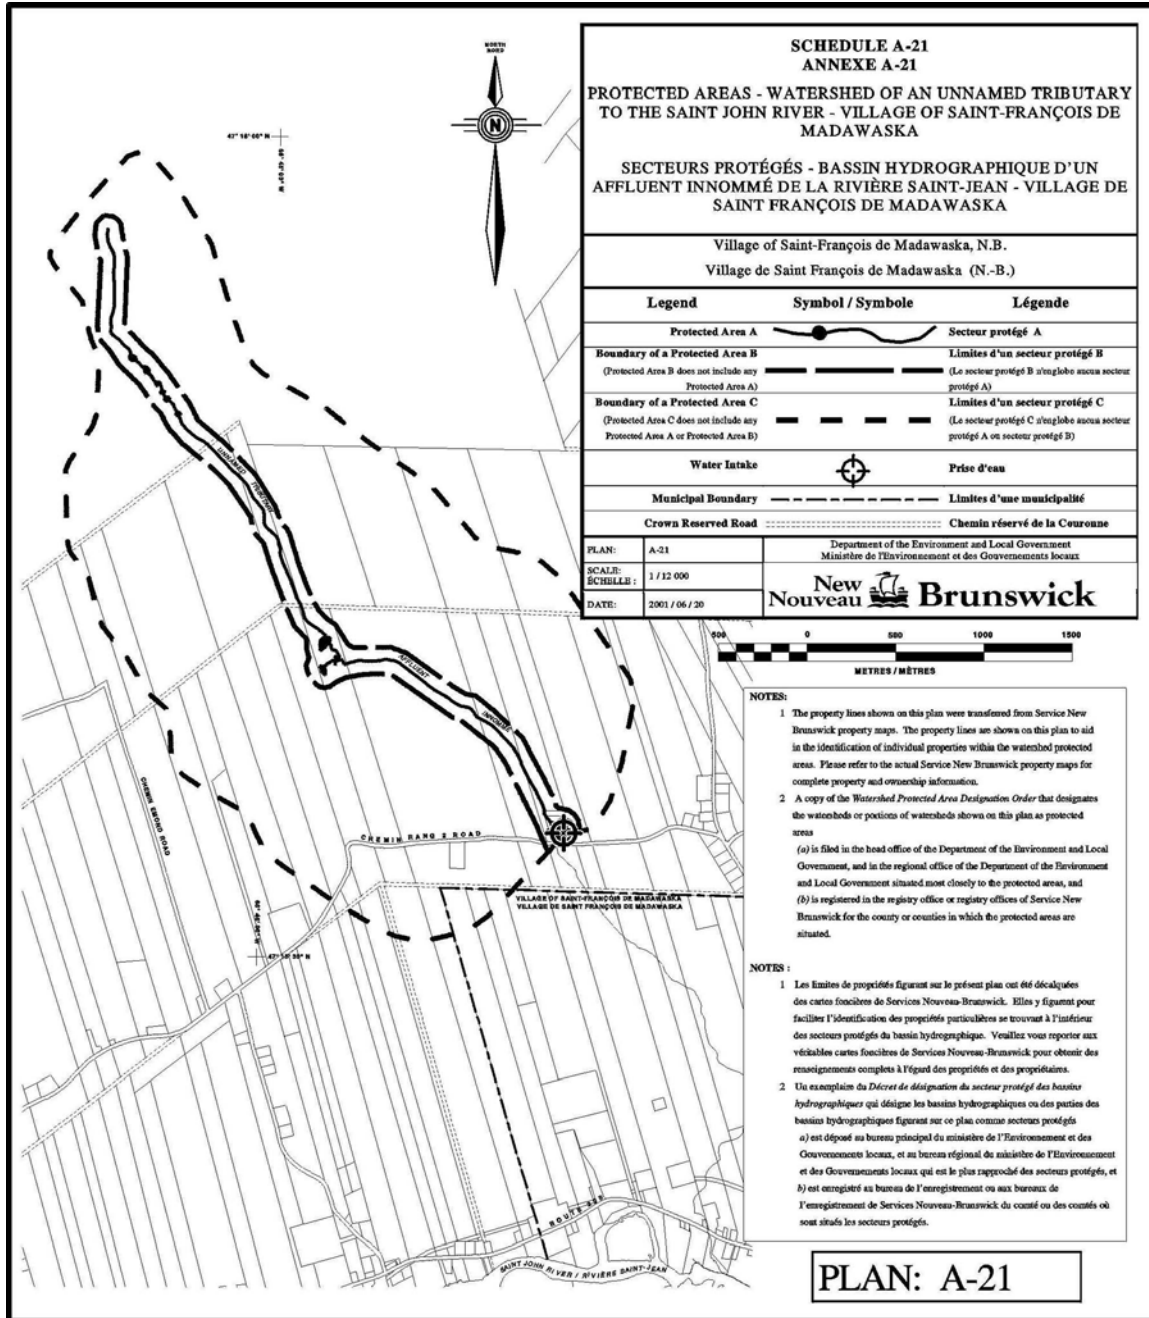 SCHEDULE A-21
ANNEXE A-21
PROTECTED AREAS - WATERSHED OF AN UNNAMED TRIBUTARY
TO THE SAINT JOHN RIVER - VILLAGE OF SAINT-FRANÇOIS DE
MADAWASKA
SECTEURS PROTÉGÉS - BASSIN HYDROGRAPHIQUE D'UN
AFFLUENT INNOMMÉ DE LA RIVIÈRE SAINT-JEAN - VILLAGE DE
SAINT FRANÇOIS DE MADAWASKA
Village of Saint-François de Madawaska, N.B.
Village de Saint François de Madawaska (N.-B.)
Legend Symbol / Symbole Légende
Protected Area A Secteur protégé A
Boundary of a Protected Area B Limites d'un secteur protégé B
(Protected Area B does not include any (Le secteur protégé B n'englobe aucun secteur
Protected Area A) protégé A)
Boundary of a Protected Area C Limites d'un secteur protégé C
(Protected Area C does not include any (Le secteur protégé C n'englobe aucun secteur
Protected Area A or Protected Area B) protégé A ou secteur protégé B)
Water Intake Prise d'eau
Municipal Boundary Limites d'une municipalité
Crown Reserved Road Chemin réservé de la Couronne
PLAN: A-21
SCALE:
ÉCHELLE : 1 / 12 000
DATE: 2001 / 06 / 20
Department of the Environment and Local Government
Ministère de l'Environnement et des Gouvernements locaux
New
Nouveau Brunswick
500 0 500 1000 1500
METRES / MÈTRES
NOTES:
1 The property lines shown on this plan were transferred from Service New
Brunswick property maps. The property lines are shown on this plan to aid
in the identification of individual properties within the watershed protected
areas. Please refer to the actual Service New Brunswick property maps for
complete property and ownership information.
2 A copy of the Watershed Protected Area Designation Order that designates
the watersheds or portions of watersheds shown on this plan as protected
areas
(a) is filed in the head office of the Department of the Environment and Local
Government, and in the regional office of the Department of the Environment
and Local Government situated most closely to the protected areas, and
(b) is registered in the registry office or registry offices of Service New
Brunswick for the county or counties in which the protected areas are
situated.
NOTES :
1 Les limites de propriétés figurant sur le présent plan ont été décalquées
des cartes foncières de Services Nouveau-Brunswick. Elles y figurent pour
faciliter l'identification des propriétés particulières se trouvant à l'intérieur
des secteurs protégés du bassin hydrographique. Veuillez vous reporter aux
véritables cartes foncières de Services Nouveau-Brunswick pour obtenir des
renseignements complets à l'égard des propriétés et des propriétaires.
2 Un exemplaire du Décret de désignation du secteur protégé des bassins
hydrographiques qui désigne les bassins hydrographiques ou des parties des
bassins hydrographiques figurant sur ce plan comme secteurs protégés
a) est déposé au bureau principal du ministère de l'Environnement et des
Gouvernements locaux, et au bureau régional du ministère de l'Environnement
et des Gouvernements locaux qui est le plus rapproché des secteurs protégés, et
b) est enregistré au bureau de l'enregistrement ou aux bureaux de
l'enregistrement de Services Nouveau-Brunswick du comté ou des comtés où
sont situés les secteurs protégés.
PLAN: A-21
NORTH
N
UNNAMED TRIBUTARY
AFFLUENT INNOMMÉ
CHEMIN EMOND ROAD
CHEMIN RANG 2 ROAD
VILLAGE OF SAINT-FRANÇOIS DE MADAWASKA
VILLAGE DE SAINT FRANÇOIS DE MADAWASKA
ROUTE
SAINT JOHN RIVER / RIVIÈRE SAINT-JEAN